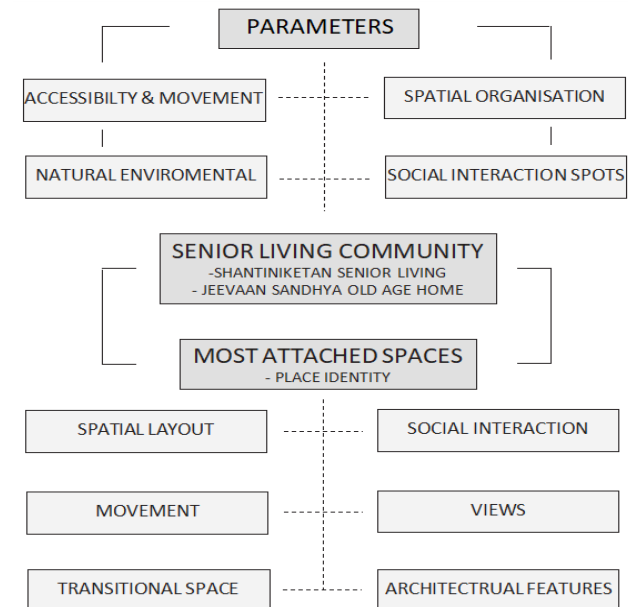 PARAMETERS
ACCESSIBILTY & MOVEMENT
SPATIAL ORGANISATION
NATURAL ENVIROMENTAL
SOCIAL INTERACTION SPOTS
SENIOR LIVING COMMUNITY
-SHANTINIKETAN SENIOR LIVING
- JEEVAAN SANDHYA OLD AGE HOME
MOST ATTACHED SPACES
- PLACE IDENTITY
SPATIAL LAYOUT
SOCIAL INTERACTION
MOVEMENT
VIEWS
TRANSITIONAL SPACE
ARCHITECTRUAL FEATURES